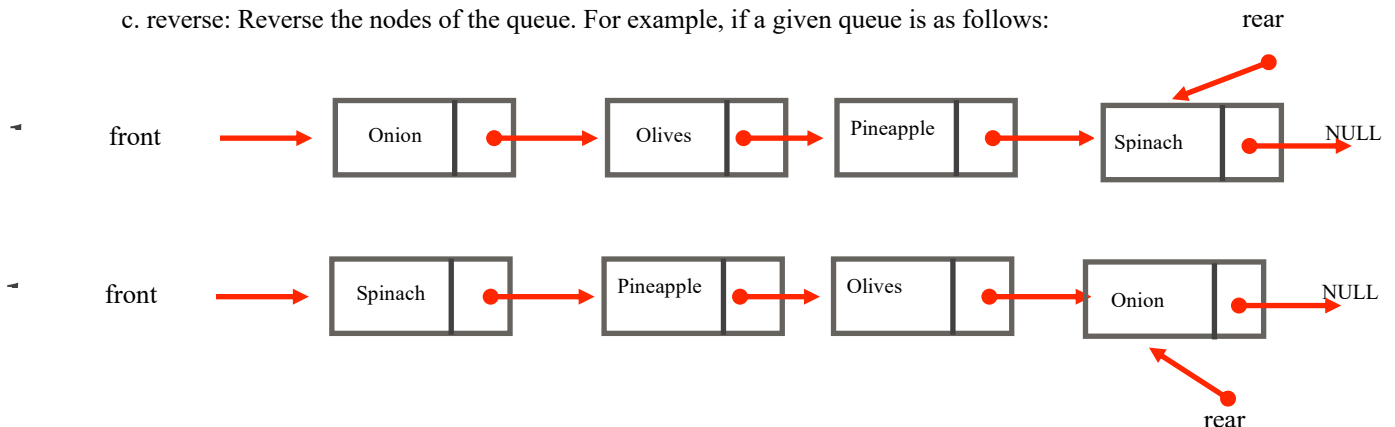 c. reverse: Reverse the nodes of the queue. For example, if a given queue is as follows:
rear
front Onion Olives Pineapple Spinach NULL
front Spinach Pineapple Olives Onion NULL
rear